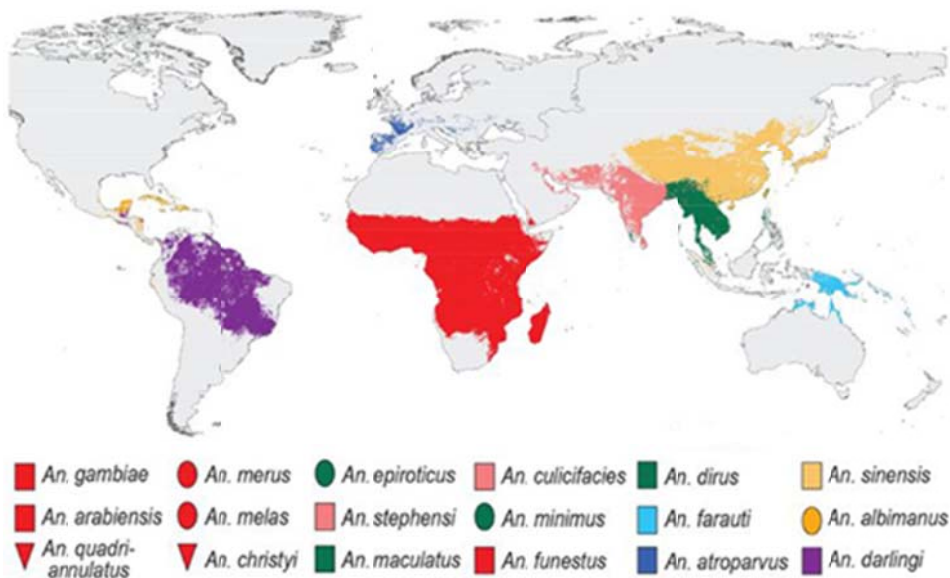 An. gambiae
An. merus
An. epiroticus
An. culicifacies
An. dirus
An. sinensis
An. arabiensis
An. melas
An. stephensi
An. minimus
An. farauti
An. albimanus
An. quadri-
annulatus
An. christyi
An. maculatus
An. funestus
An. atroparvus
An. darlingi